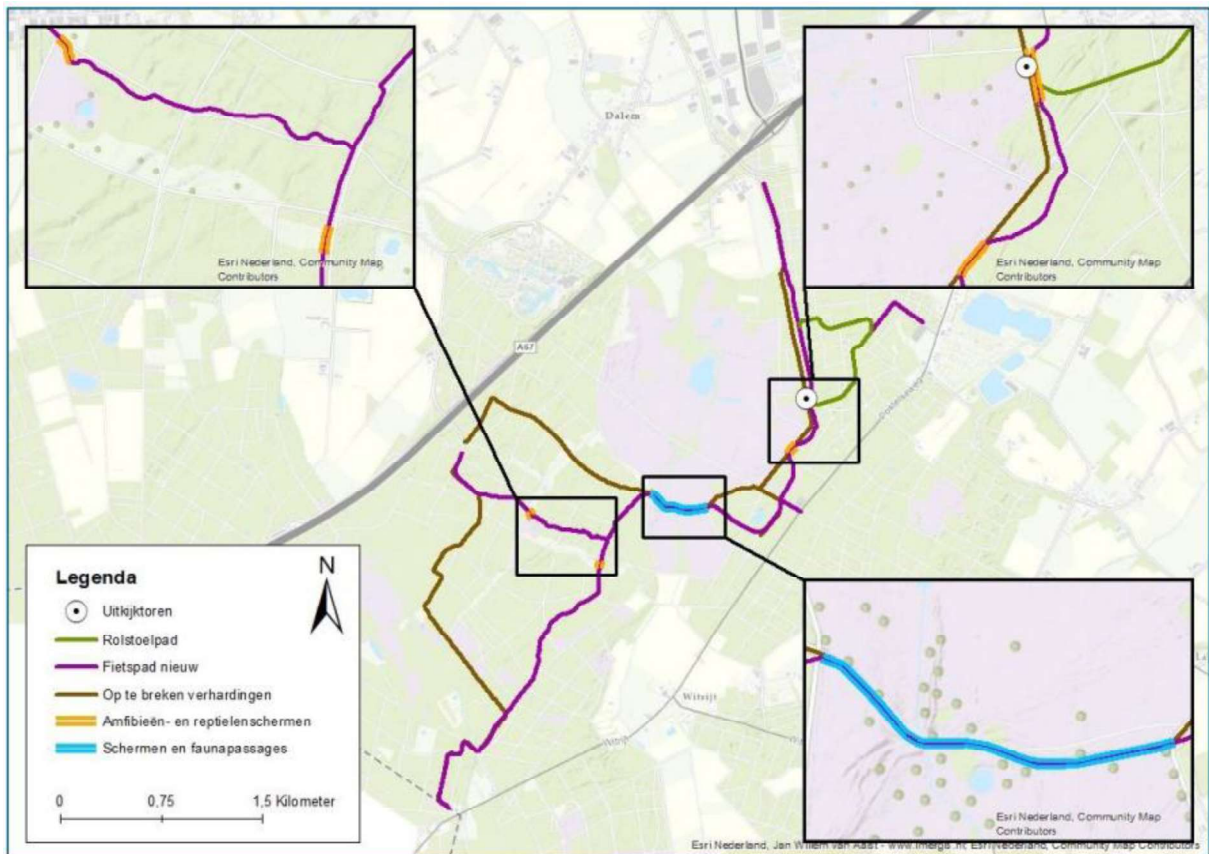 Esri Nederland, Community Map
Contributors
Esri Nederland, Community Map
Contributors
Dalem
A67
Legenda
N
Uitkijktoren
Rolstoelpad
Fietspad nieuw
Op te breken verhardingen
Amfibieën- en reptielenschermen
Schermen en faunapassages
0 0,75 1,5 Kilometer
Witrijt
Witrijt
Esri Nederland, Community Map
Contributors
Esri Nederland, Jan Willem van Aalst - www.imergis.nl, Esri Nederland, Community Map Contributors